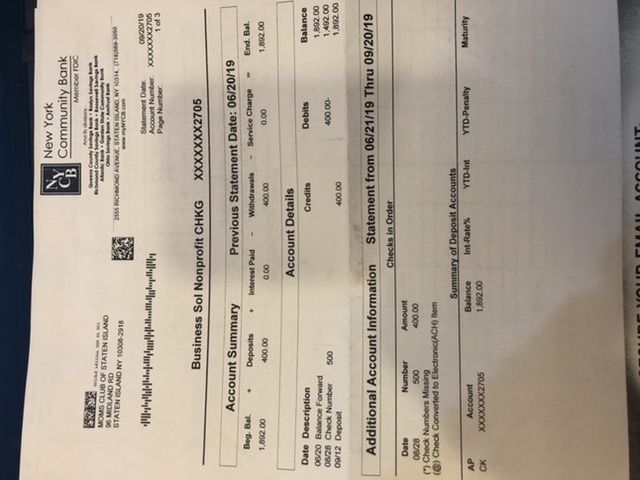 NY
CB
New York
Community Bank
Member FDIC
And its divisions
Queens County Savings Bank • Roslyn Savings Bank
Richmond County Savings Bank • Roosevelt Savings Bank
Atlantic Bank • Garden State Community Bank
Ohio Savings Bank • AmTrust Bank
www.myNYCB.com
2555 RICHMOND AVENUE, STATEN ISLAND, NY 10314,
MOMS CLUB OF STATEN ISLAND
96 MIDLAND RD
STATEN ISLAND NY 10308-2918
Statement Date: 09/20/19
Account Number: XXXXXXX2705
Page Number: 1 of 3
Business Sol Nonprofit CHKG XXXXXXX2705
Account Summary Previous Statement Date: 06/20/19
Beg. Bal. + Deposits + Interest Paid - Withdrawals - Service Charge = End. Bal.
1,892.00 400.00 0.00 400.00 0.00 1,892.00
Account Details
Date Description Credits Debits Balance
06/20 Balance Forward 1,892.00
08/28 Check Number 500 400.00- 1,492.00
09/12 Deposit 400.00 1,892.00
Additional Account Information Statement from 06/21/19 Thru 09/20/19
Checks in Order
Date Number Amount
08/28 500 400.00
(*) Check Numbers Missing
(@) Check Converted to Electronic(ACH) Item
Summary of Deposit Accounts
AP Account Balance Int-Rate% YTD-Int YTD-Penalty Maturity
CK XXXXXXX2705 1,892.00
YOUR EMAIL ACCOUNT